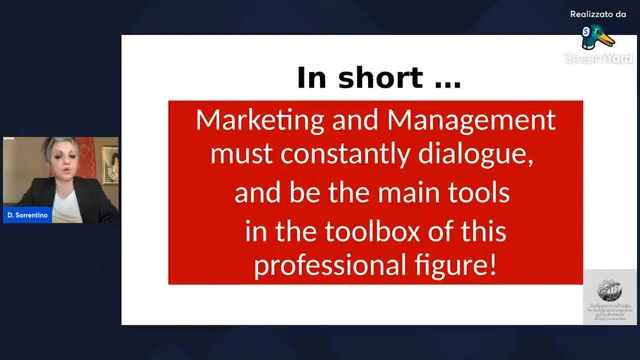 Realizzato da
StreamYard
In short ...
Marketing and Management
must constantly dialogue,
and be the main tools
in the toolbox of this
professional figure!
D. Sorrentino